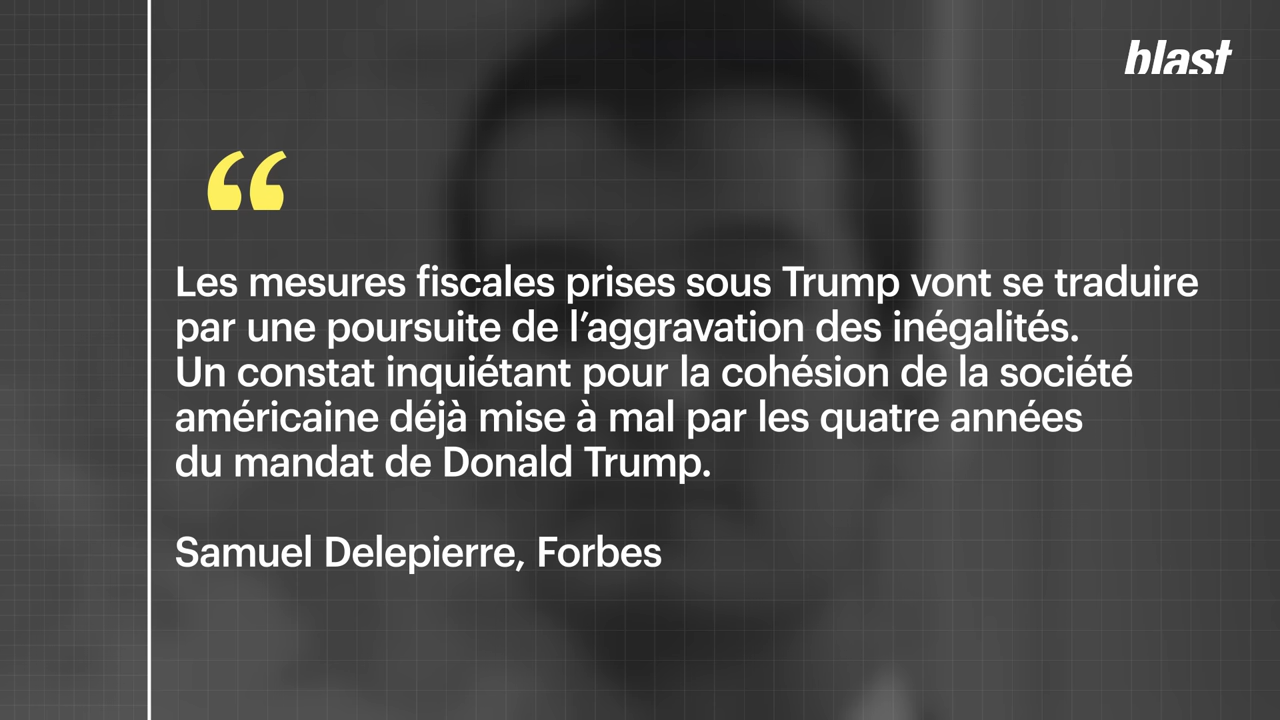 blast
“
Les mesures fiscales prises sous Trump vont se traduire
par une poursuite de l’aggravation des inégalités.
Un constat inquiétant pour la cohésion de la société
américaine déjà mise à mal par les quatre années
du mandat de Donald Trump.
Samuel Delepierre, Forbes